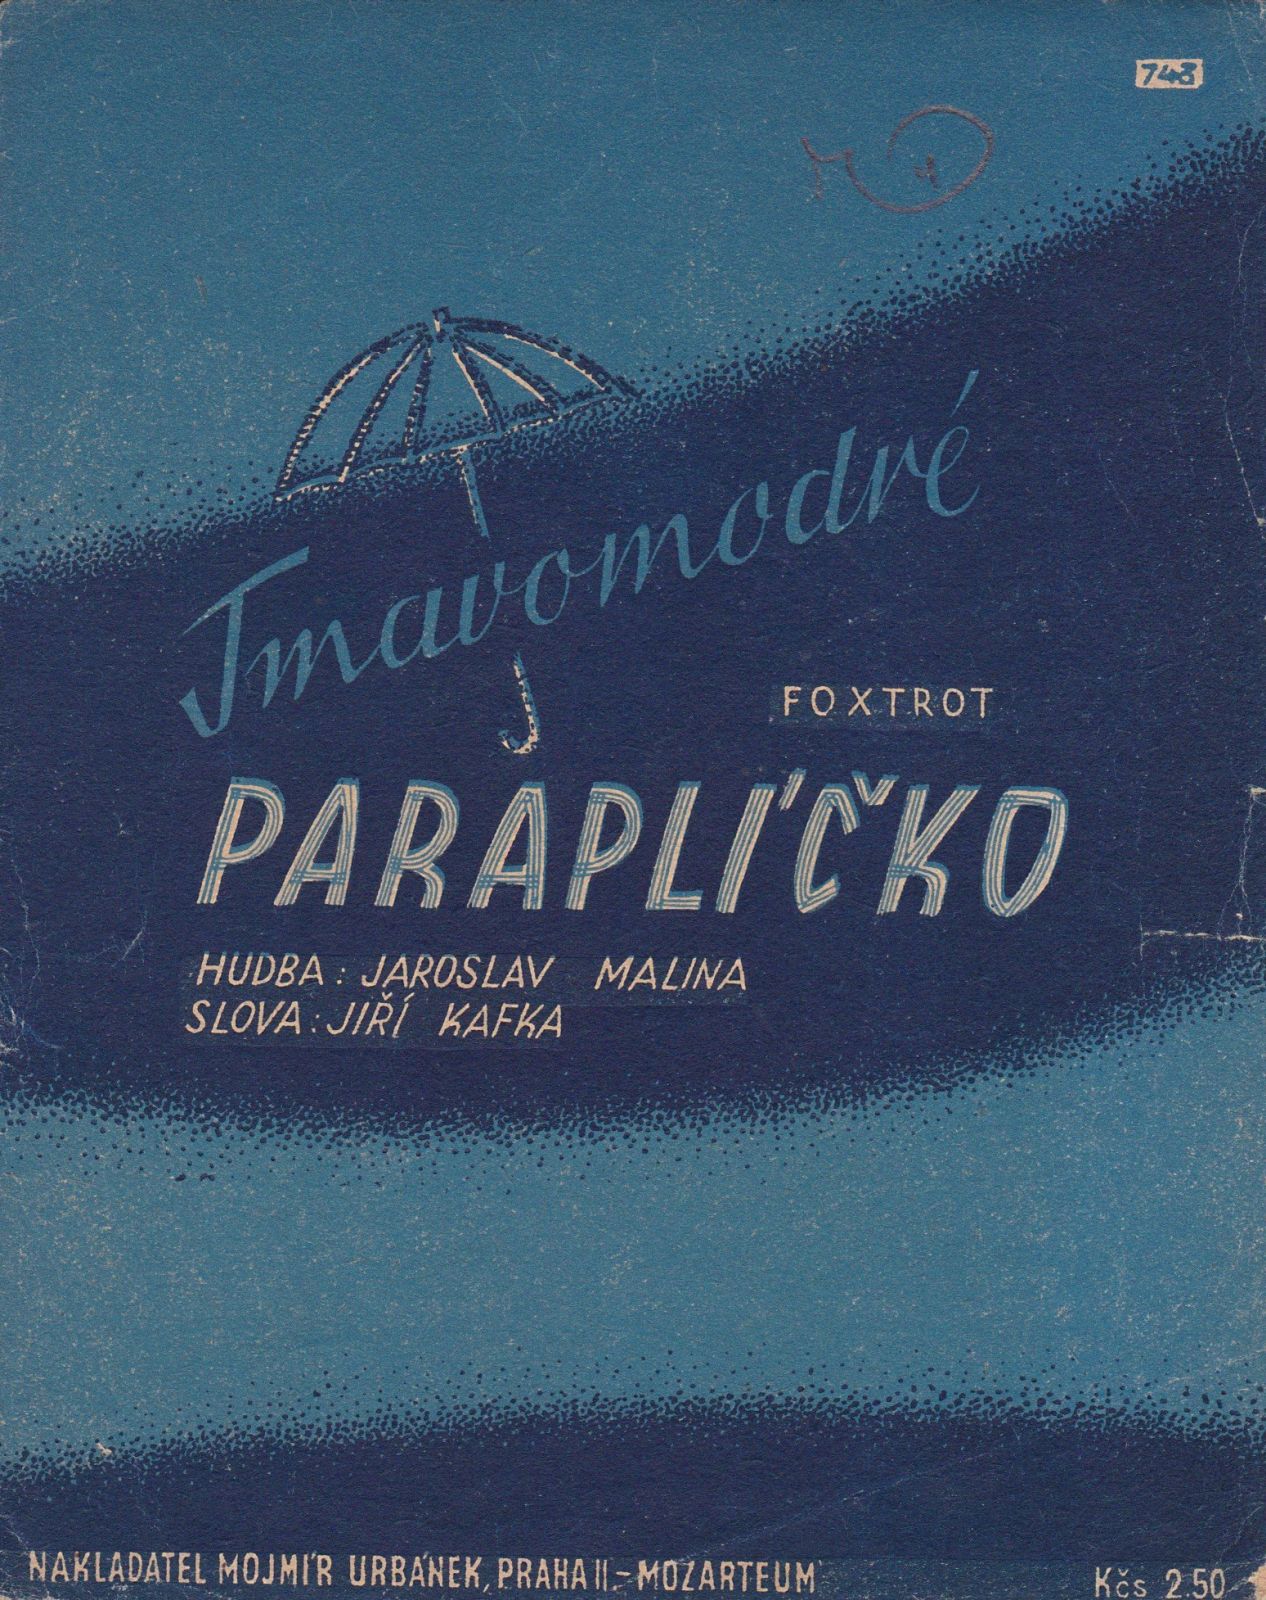 743
Tmavomodré
FOXTROT
PARAPLÍČKO
HUDBA: JAROSLAV MALINA
SLOVA: JIŘÍ KAFKA
NAKLADATEL MOJMÍR URBÁNEK, PRAHA II. - MOZARTEUM
Kčs 2.50